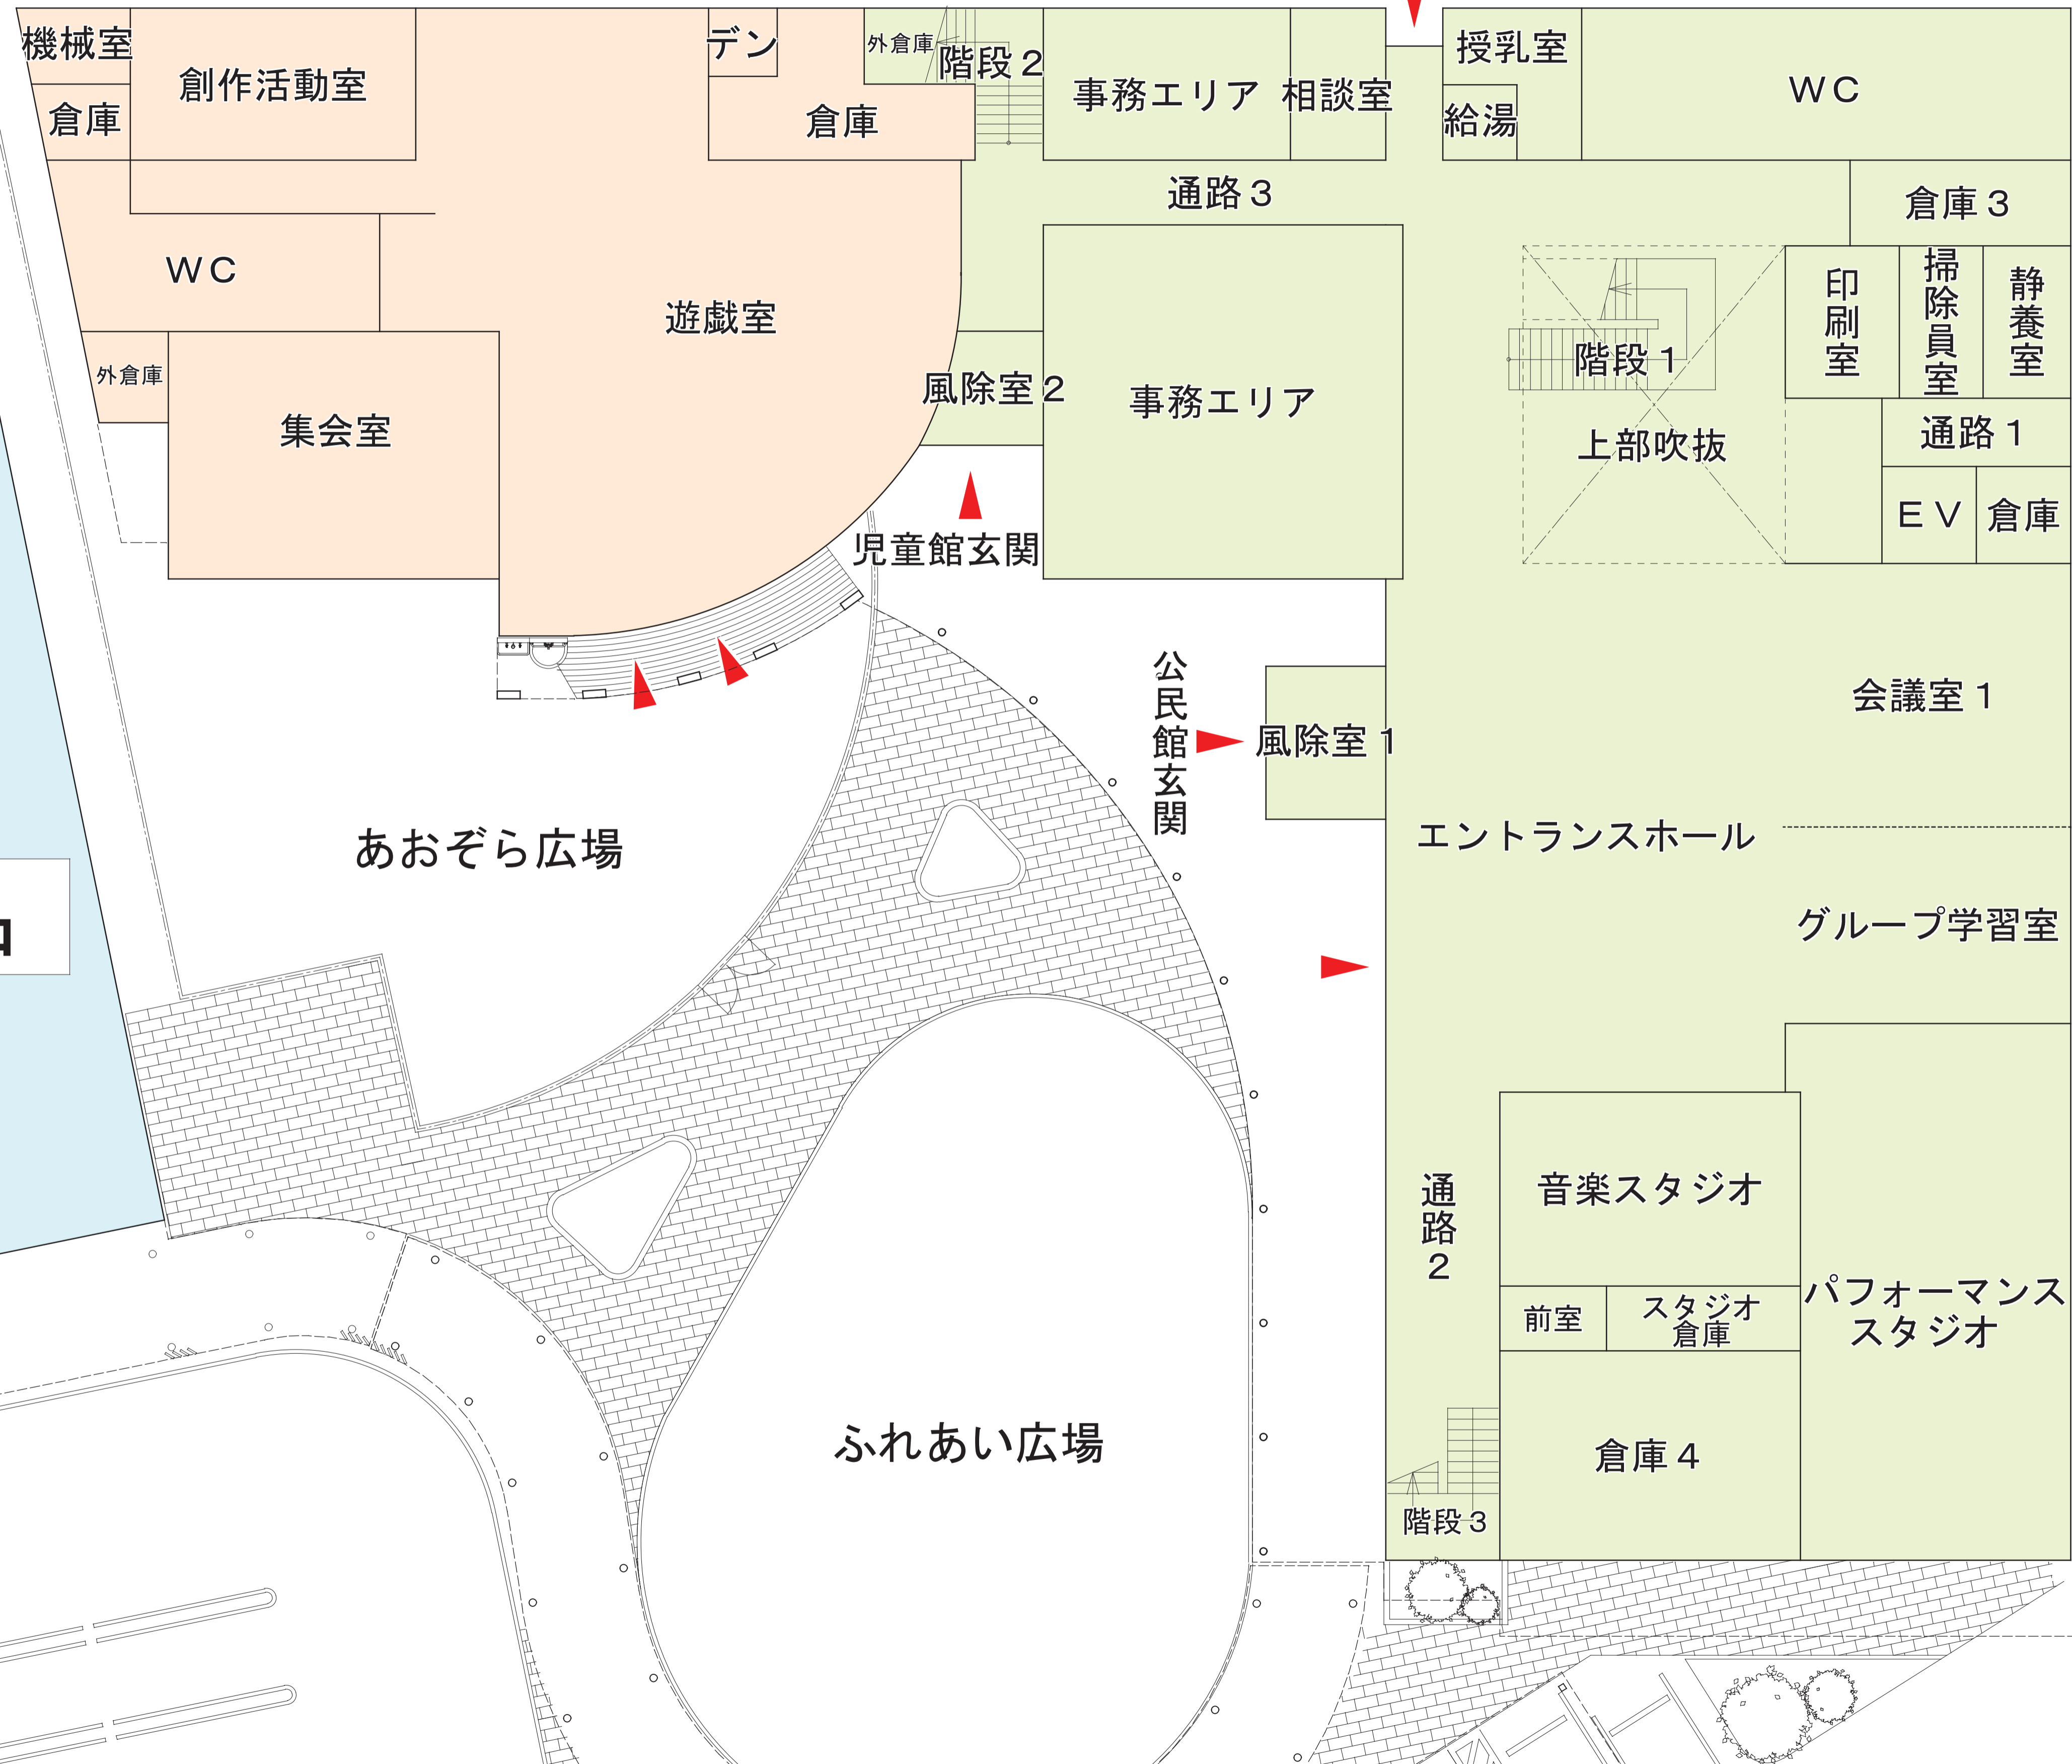 機械室
創作活動室
デン
外倉庫
階段２
事務エリア
相談室
授乳室
給湯
ＷＣ
倉庫
倉庫
通路３
倉庫３
ＷＣ
遊戯室
風除室２
事務エリア
階段１
上部吹抜
印刷室
掃除員室
静養室
通路１
ＥＶ
倉庫
外倉庫
集会室
児童館玄関
公民館玄関
風除室１
会議室１
エントランスホール
グループ学習室
あおぞら広場
通路２
音楽スタジオ
前室
スタジオ
倉庫
パフォーマンス
スタジオ
倉庫４
階段３
ふれあい広場